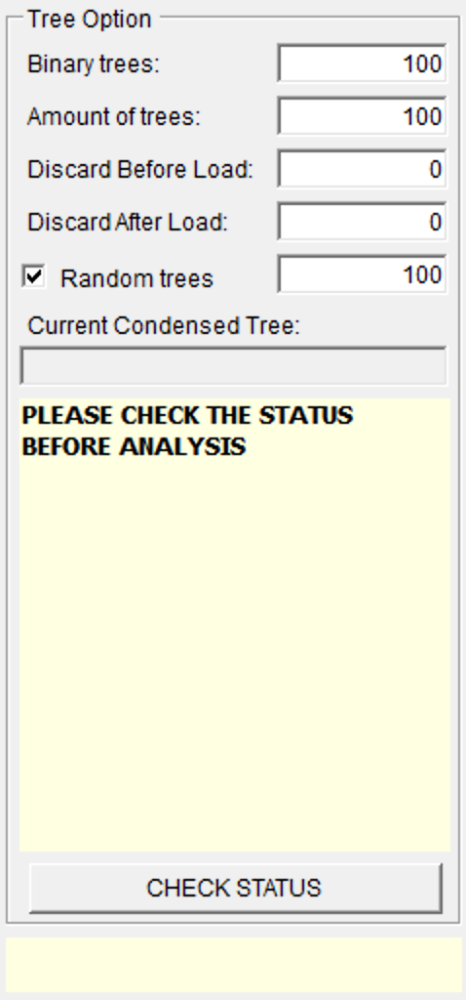 Tree Option
Binary trees: 100
Amount of trees: 100
Discard Before Load: 0
Discard After Load: 0
Random trees 100
Current Condensed Tree:
PLEASE CHECK THE STATUS
BEFORE ANALYSIS
CHECK STATUS